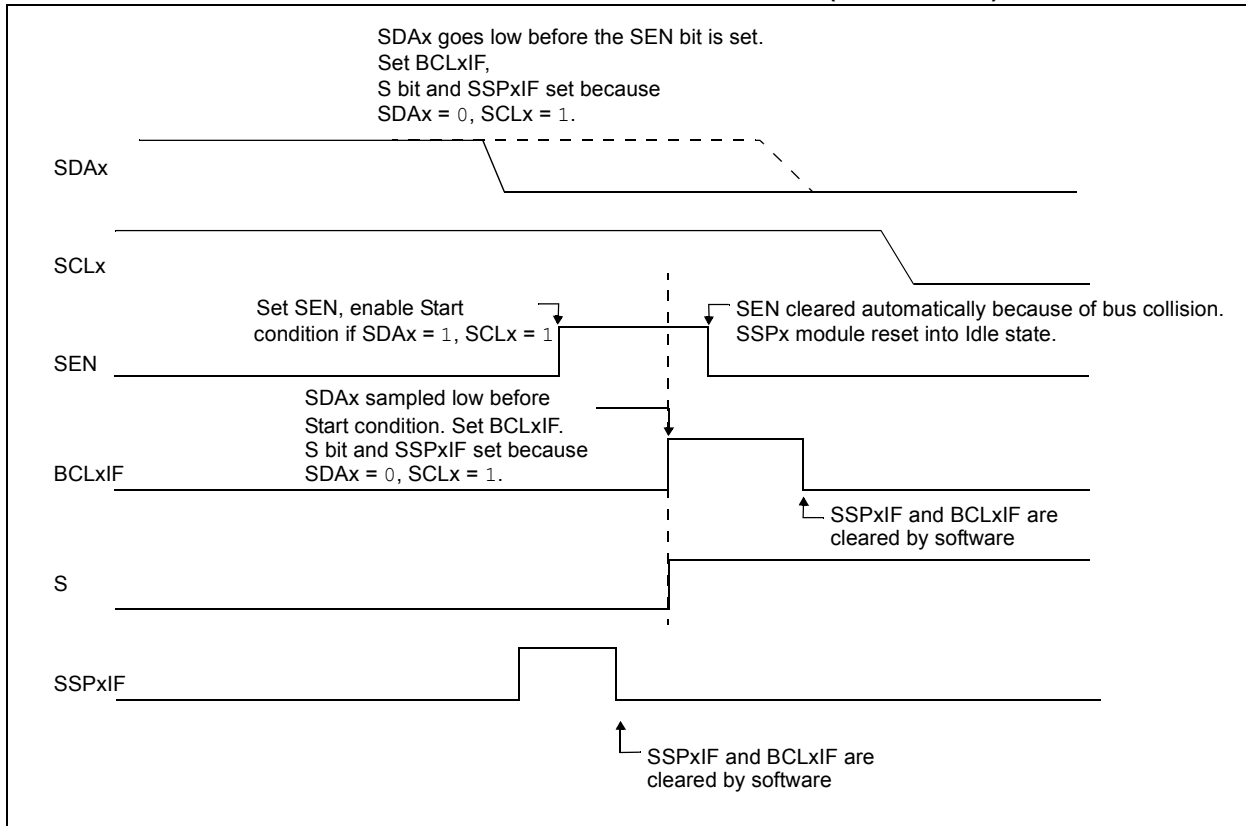 SDAx goes low before the SEN bit is set.
Set BCLxIF,
S bit and SSPxIF set because
SDAx = 0, SCLx = 1.
SDAx
SCLx
Set SEN, enable Start
condition if SDAx = 1, SCLx = 1
SEN cleared automatically because of bus collision.
SSPx module reset into Idle state.
SEN
SDAx sampled low before
Start condition. Set BCLxIF.
S bit and SSPxIF set because
SDAx = 0, SCLx = 1.
BCLxIF
SSPxIF and BCLxIF are
cleared by software
S
SSPxIF
SSPxIF and BCLxIF are
cleared by software